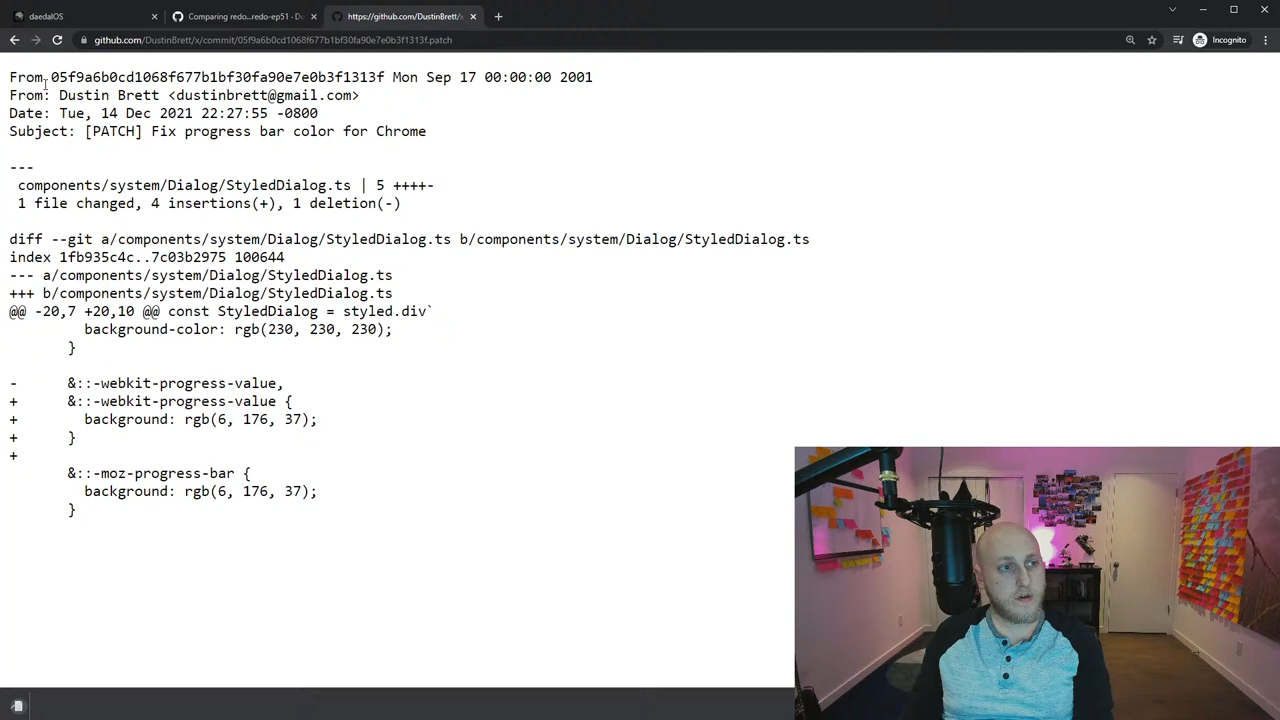 daedalOS
Comparing redo...redo-ep51 · Du
https://github.com/DustinBrett/x
github.com/DustinBrett/x/commit/05f9a6b0cd1068f677b1bf30fa90e7e0b3f1313f.patch
Incognito
From 05f9a6b0cd1068f677b1bf30fa90e7e0b3f1313f Mon Sep 17 00:00:00 2001
From: Dustin Brett <dustinbrett@gmail.com>
Date: Tue, 14 Dec 2021 22:27:55 -0800
Subject: [PATCH] Fix progress bar color for Chrome
---
components/system/Dialog/StyledDialog.ts | 5 ++++-
1 file changed, 4 insertions(+), 1 deletion(-)
diff --git a/components/system/Dialog/StyledDialog.ts b/components/system/Dialog/StyledDialog.ts
index 1fb935c4c..7c03b2975 100644
--- a/components/system/Dialog/StyledDialog.ts
+++ b/components/system/Dialog/StyledDialog.ts
@@ -20,7 +20,10 @@ const StyledDialog = styled.div`
background-color: rgb(230, 230, 230);
}
- &::-webkit-progress-value,
+ &::-webkit-progress-value {
+ background: rgb(6, 176, 37);
+ }
+
&::-moz-progress-bar {
background: rgb(6, 176, 37);
}